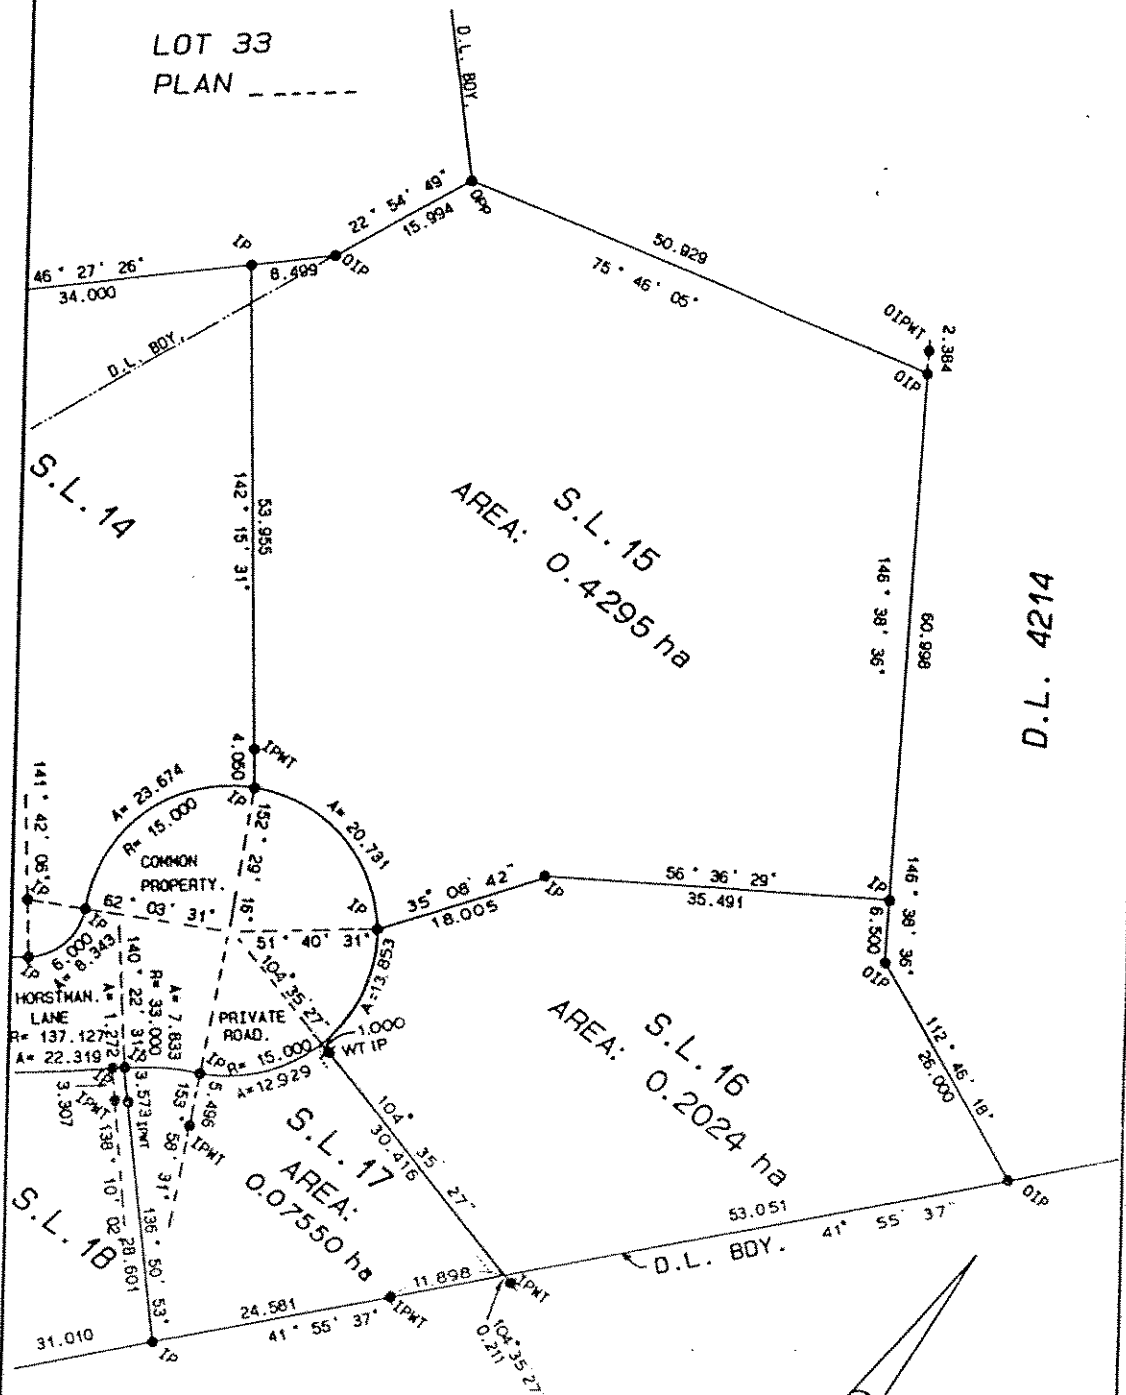 LOT 33
PLAN ------
D.L. BDY.
22° 54' 49"
15.994
OPP
IP
OIP
8.499
46° 27' 26"
34.000
50.929
75° 46' 05"
OIPWT
2.384
OIP
D.L. BDY.
S.L. 14
53.955
142° 15' 31"
S.L. 15
AREA: 0.4295 ha
146° 38' 36"
60.998
D.L. 4214
4.050
IPWT
IP
141° 42' 06"
A= 23.674
R= 15.000
A= 20.731
152° 29' 16"
COMMON
PROPERTY.
62° 03' 31"
IP
IP
51° 40' 31"
35° 08' 42"
18.005
IP
56° 36' 29"
35.491
IP
146° 38' 36"
6.500
OIP
6.000
A= 8.343
IP
140° 22' 31"
R= 33.000
A= 7.833
A= 1.272
104° 35' 27"
A=13.853
HORSTMAN.
LANE
R= 137.127
A= 22.319
PRIVATE
ROAD.
R= 15.000
A=12.929
1.000
WT IP
IP
IP
3.307
IPWT
3.573
IPWT
5.496
153° 58' 31"
IPWT
S.L. 16
AREA: 0.2024 ha
112° 46' 18"
26.000
OIP
104° 35' 27"
30.416
S.L. 17
AREA:
0.07550 ha
S.L. 18
138° 10' 02"
28.601
136° 50' 53"
53.051
41° 55' 37"
D.L. BDY.
11.898
IPWT
IPWT
104° 35' 27"
0.211
24.581
41° 55' 37"
31.010
IP